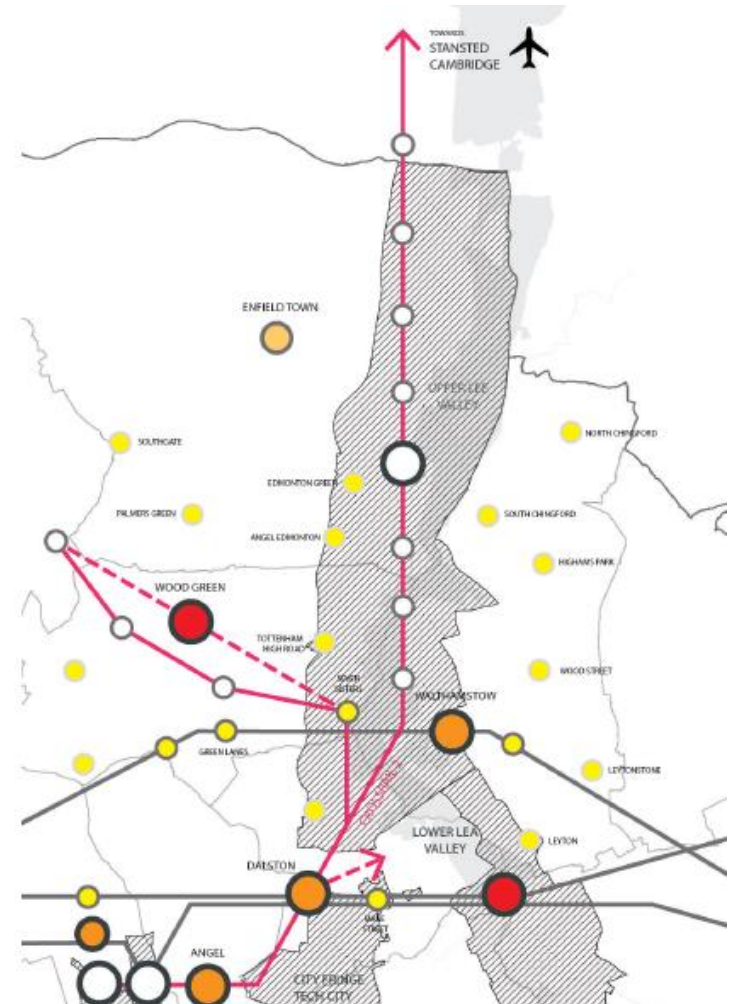 TOWARDS
STANSTED
CAMBRIDGE
ENFIELD TOWN
UPPER LEE
VALLEY
SOUTHGATE
NORTH CHINGFORD
EDMONTON GREEN
PALMERS GREEN
SOUTH CHINGFORD
ANGEL EDMONTON
HIGHAMS PARK
WOOD GREEN
TOTTENHAM
HIGH ROAD
WOOD STREET
SEVEN
SISTERS
WALTHAMSTOW
GREEN LANES
LEYTONSTONE
CROSSRAIL 2
LOWER LEA
VALLEY
LEYTON
DALSTON
STREET
ANGEL
CITY FRINGE
TECH CITY